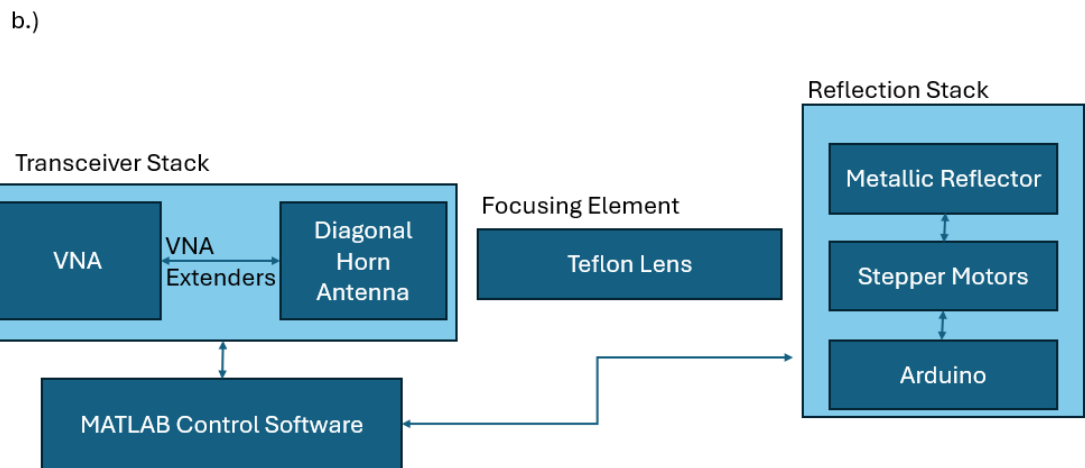 b.)
Reflection Stack
Transceiver Stack
Metallic Reflector
Focusing Element
VNA
VNA
Extenders
Diagonal
Horn
Antenna
Teflon Lens
Stepper Motors
Arduino
MATLAB Control Software